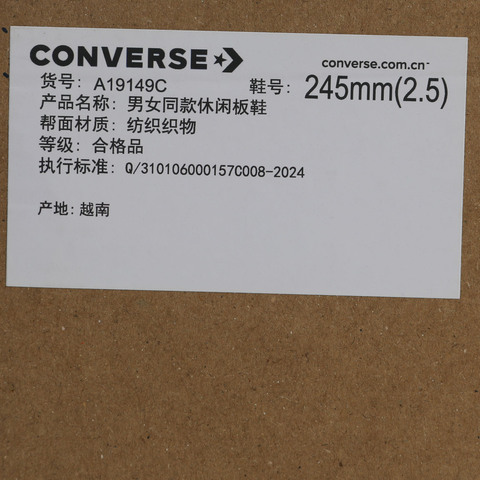 CONVERSE
converse.com.cn
货号: A19149C
鞋号: 245mm(2.5)
产品名称: 男女同款休闲板鞋
帮面材质: 纺织织物
等级: 合格品
执行标准: Q/310106000157C008-2024
产地: 越南